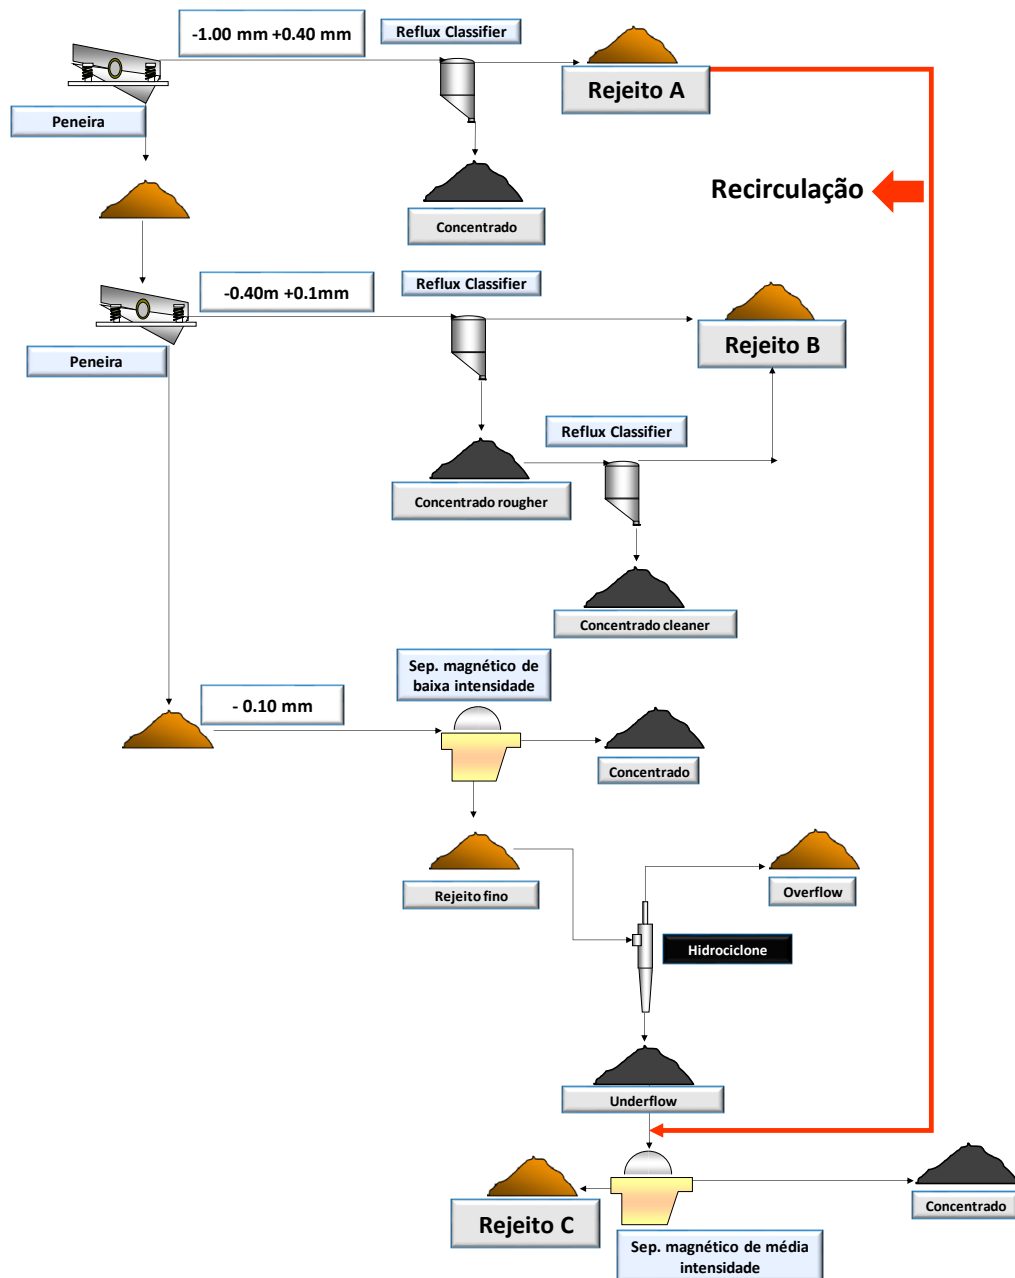 -1.00 mm +0.40 mm
Reflux Classifier
Rejeito A
Peneira
Recirculação
Concentrado
Reflux Classifier
-0.40m +0.1mm
Rejeito B
Peneira
Reflux Classifier
Concentrado rougher
Concentrado cleaner
Sep. magnético de
baixa intensidade
- 0.10 mm
Concentrado
Rejeito fino
Overflow
Hidrociclone
Underflow
Concentrado
Rejeito C
Sep. magnético de média
intensidade